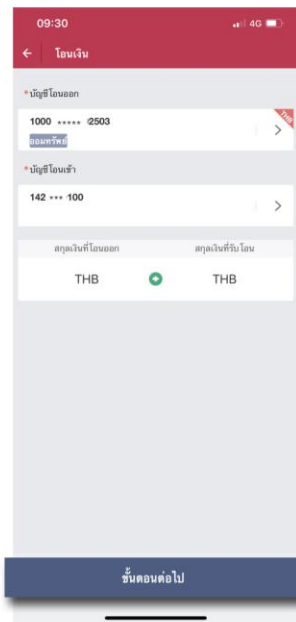 09:30
4G
โอนเงิน
*บัญชีโอนออก
1000 ***** 2503
THB
ออมทรัพย์
*บัญชีโอนเข้า
142 *** 100
สกุลเงินที่โอนออก
สกุลเงินที่รับโอน
THB
THB
ขั้นตอนต่อไป